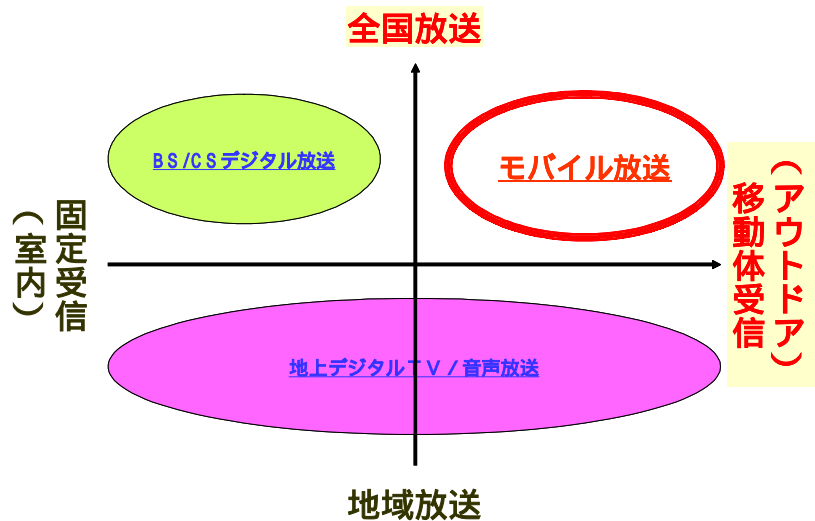 全国放送
BS/CSデジタル放送
モバイル放送
固定受信
（室内）
（アウトドア）
移動体受信
地上デジタルTV/音声放送
地域放送